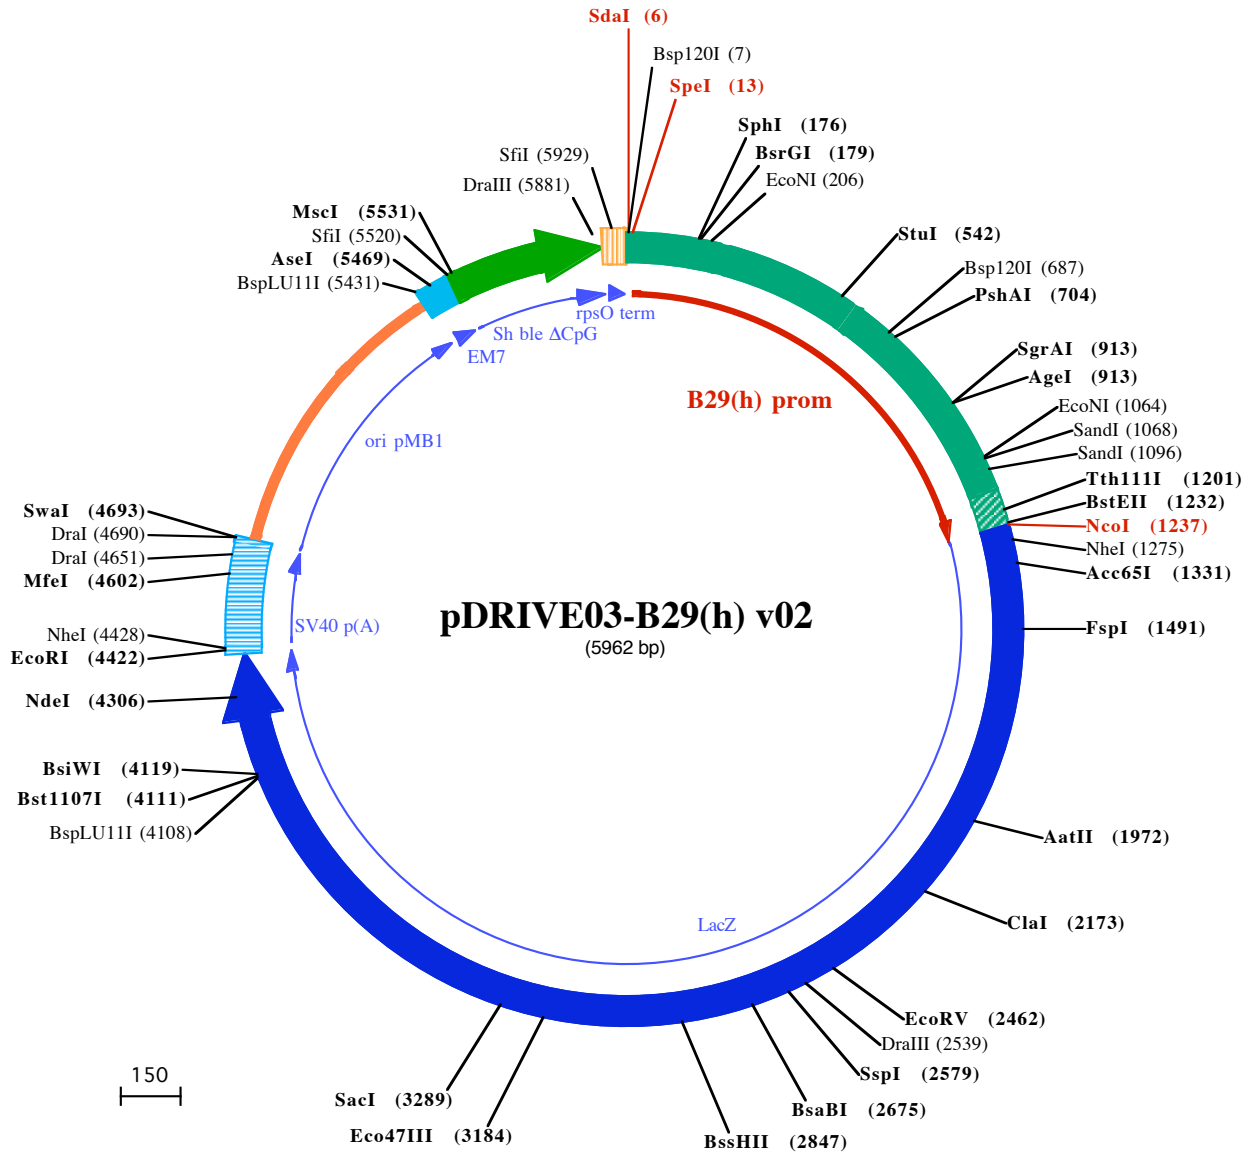 SdaI (6)
Bsp120I (7)
SpeI (13)
SphI (176)
BsrGI (179)
EcoNI (206)
StuI (542)
Bsp120I (687)
PshAI (704)
SgrAI (913)
AgeI (913)
EcoNI (1064)
SandI (1068)
SandI (1096)
Tth111I (1201)
BstEII (1232)
NcoI (1237)
NheI (1275)
Acc65I (1331)
FspI (1491)
AatII (1972)
ClaI (2173)
EcoRV (2462)
DraIII (2539)
SspI (2579)
BsaBI (2675)
BssHII (2847)
Eco47III (3184)
SacI (3289)
BspLU11I (4108)
Bst1107I (4111)
BsiWI (4119)
NdeI (4306)
EcoRI (4422)
NheI (4428)
MfeI (4602)
DraI (4651)
DraI (4690)
SwaI (4693)
BspLU11I (5431)
AseI (5469)
SfiI (5520)
MscI (5531)
DraIII (5881)
SfiI (5929)
rpsO term
Sh ble ΔCpG
EM7
B29(h) prom
ori pMB1
SV40 p(A)
pDRIVE03-B29(h) v02
(5962 bp)
LacZ
150